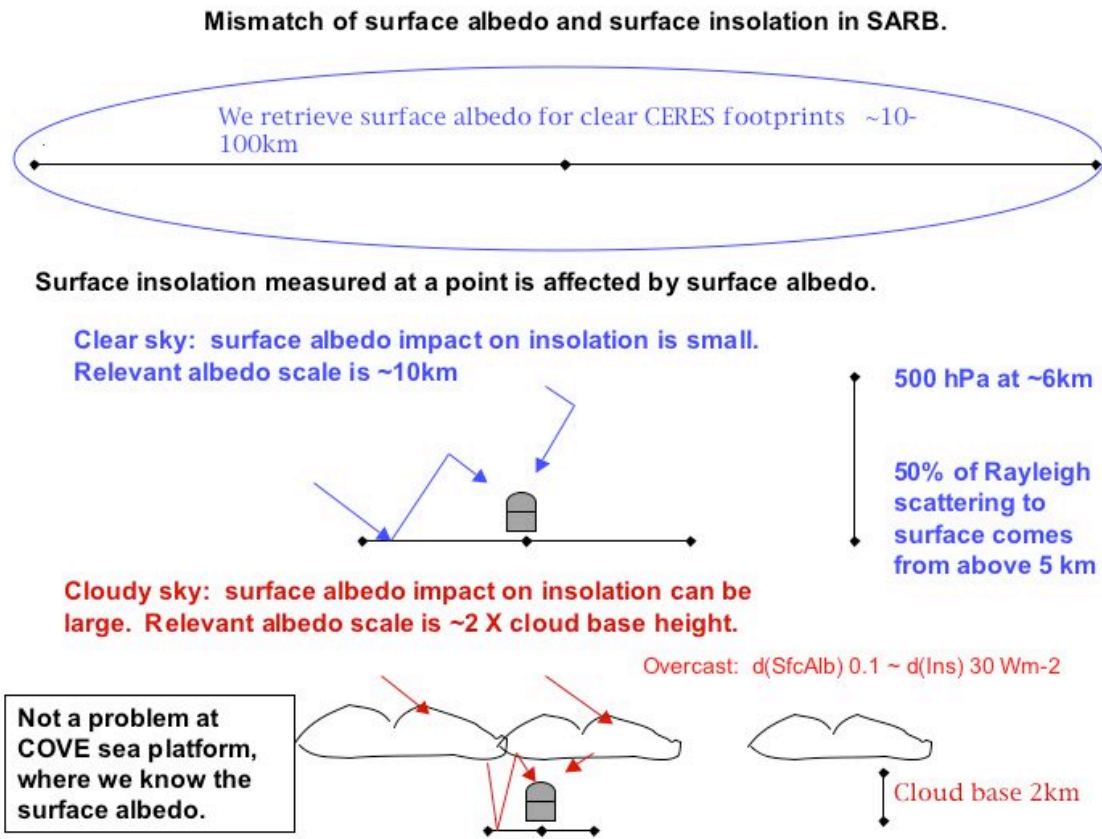 Mismatch of surface albedo and surface insolation in SARB.
We retrieve surface albedo for clear CERES footprints ~10-
100km
Surface insolation measured at a point is affected by surface albedo.
Clear sky: surface albedo impact on insolation is small.
Relevant albedo scale is ~10km
500 hPa at ~6km
50% of Rayleigh
scattering to
surface comes
from above 5 km
Cloudy sky: surface albedo impact on insolation can be
large. Relevant albedo scale is ~2 X cloud base height.
Overcast: d(SfcAlb) 0.1 ~ d(Ins) 30 Wm-2
Not a problem at
COVE sea platform,
where we know the
surface albedo.
Cloud base 2km